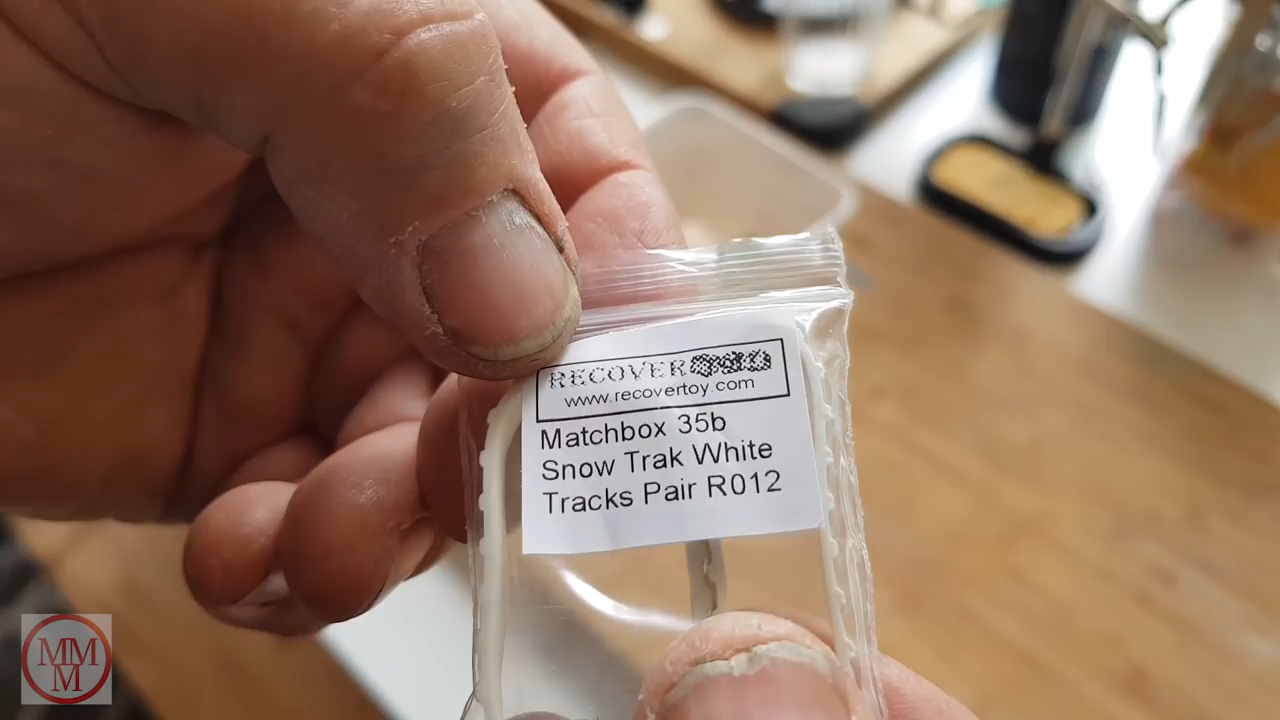 RECOVER
www.recovertoy.com
Matchbox 35b
Snow Trak White
Tracks Pair R012
MM
M